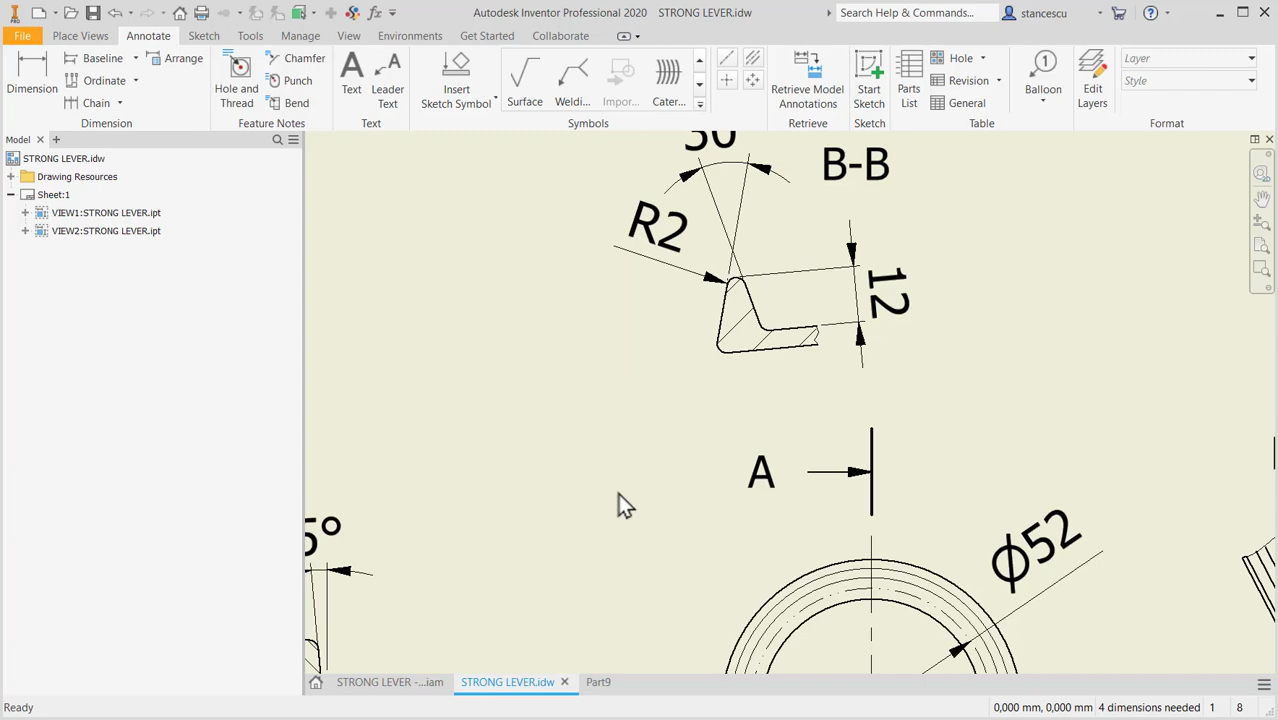 PRO
fx
Autodesk Inventor Professional 2020 STRONG LEVER.idw
Search Help & Commands...
stancescu
File
Place Views
Annotate
Sketch
Tools
Manage
View
Environments
Get Started
Collaborate
Dimension
Baseline
Ordinate
Chain
Arrange
Dimension
Hole and Thread
Chamfer
Punch
Bend
Feature Notes
Text
Leader Text
Text
Insert Sketch Symbol
Surface
Weldi...
Impor...
Cater...
Symbols
Retrieve Model Annotations
Retrieve
Start Sketch
Sketch
Parts List
Hole
Revision
General
Table
1
Balloon
Edit Layers
Layer
Style
Format
Model
STRONG LEVER.idw
Drawing Resources
Sheet:1
VIEW1:STRONG LEVER.ipt
VIEW2:STRONG LEVER.ipt
30
B-B
R2
12
A
5°
ϕ52
STRONG LEVER -...iam
STRONG LEVER.idw
Part9
Ready
0,000 mm, 0,000 mm
4 dimensions needed
1
8